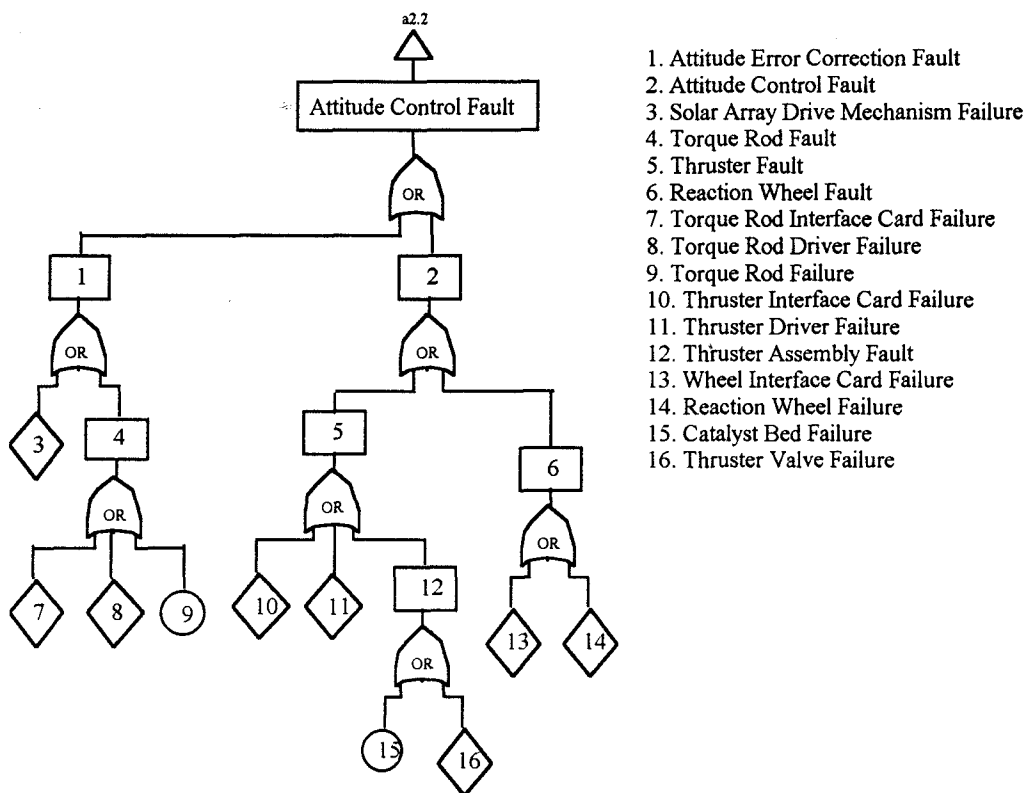 a2.2
Attitude Control Fault
OR
1
2
OR
OR
3
4
5
6
OR
OR
OR
7
8
9
10
11
12
13
14
OR
15
16
1. Attitude Error Correction Fault
2. Attitude Control Fault
3. Solar Array Drive Mechanism Failure
4. Torque Rod Fault
5. Thruster Fault
6. Reaction Wheel Fault
7. Torque Rod Interface Card Failure
8. Torque Rod Driver Failure
9. Torque Rod Failure
10. Thruster Interface Card Failure
11. Thruster Driver Failure
12. Thruster Assembly Fault
13. Wheel Interface Card Failure
14. Reaction Wheel Failure
15. Catalyst Bed Failure
16. Thruster Valve Failure